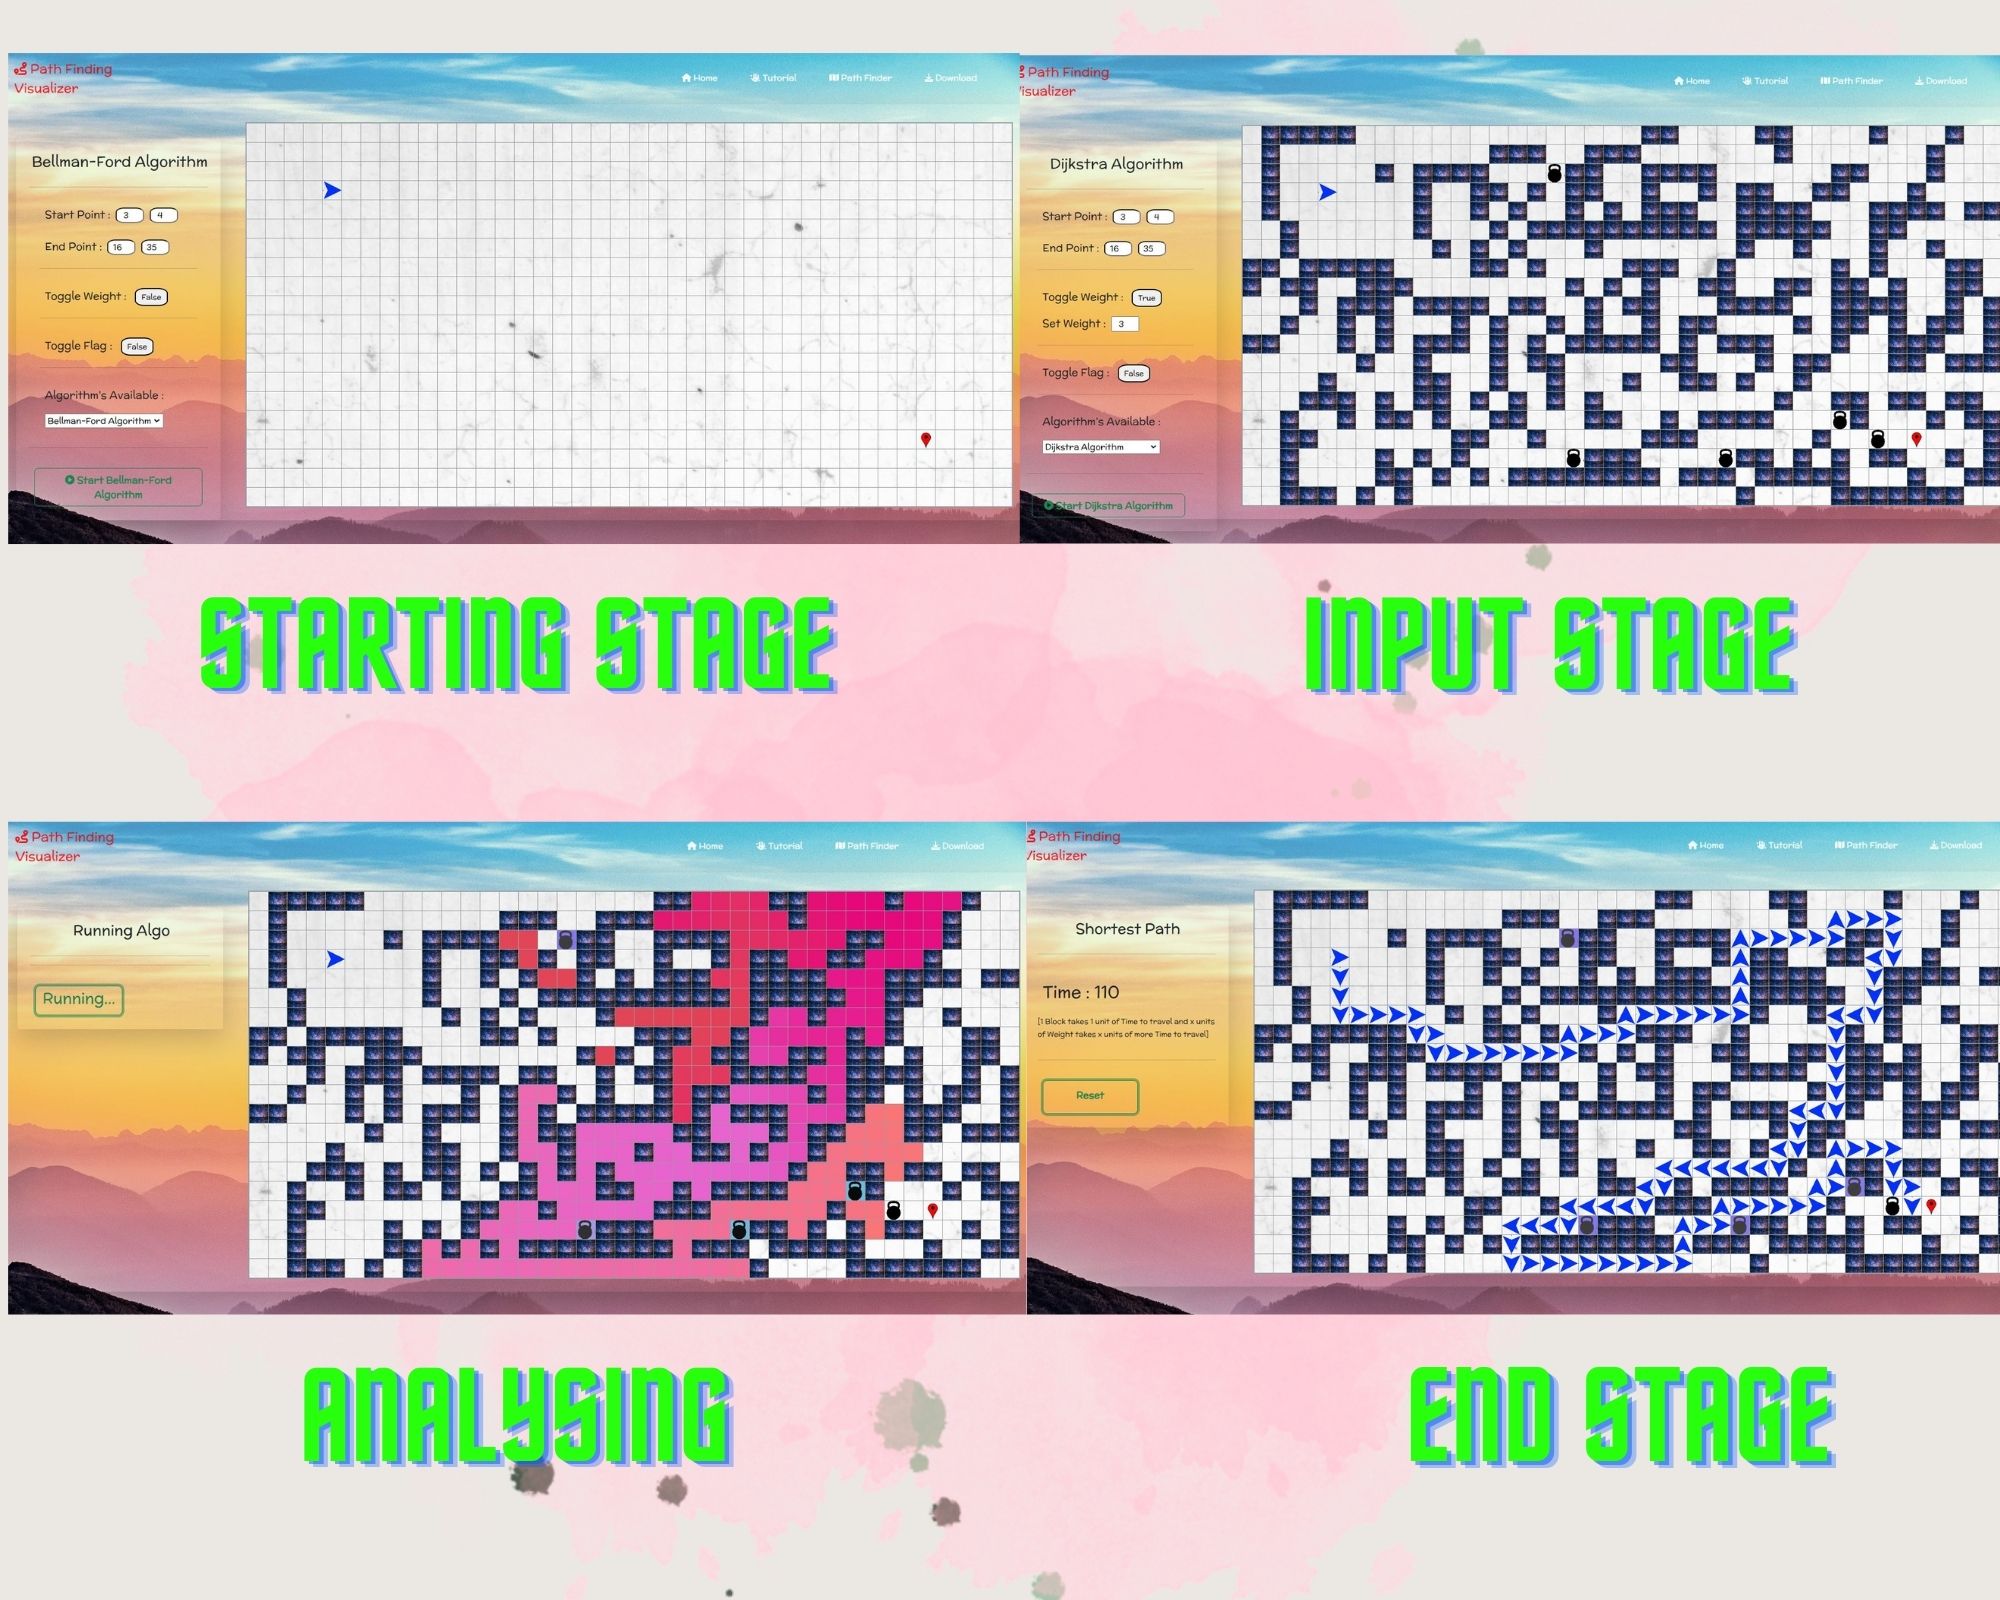 Path Finding
Visualizer
Home
Tutorial
Path Finder
Download
Bellman-Ford Algorithm
Start Point : 3 4
End Point : 16 35
Toggle Weight : False
Toggle Flag : False
Algorithm's Available :
Bellman-Ford Algorithm
Start Bellman-Ford
Algorithm
STARTING STAGE
Path Finding
Visualizer
Home
Tutorial
Path Finder
Download
Dijkstra Algorithm
Start Point : 3 4
End Point : 16 35
Toggle Weight : True
Set Weight : 3
Toggle Flag : False
Algorithm's Available :
Dijkstra Algorithm
Start Dijkstra Algorithm
INPUT STAGE
Path Finding
Visualizer
Home
Tutorial
Path Finder
Download
Running Algo
Running...
ANALYSING
Path Finding
Visualizer
Home
Tutorial
Path Finder
Download
Shortest Path
Time : 110
[1 Block takes 1 unit of Time to travel and x units
of Weight takes x units of more Time to travel]
Reset
END STAGE